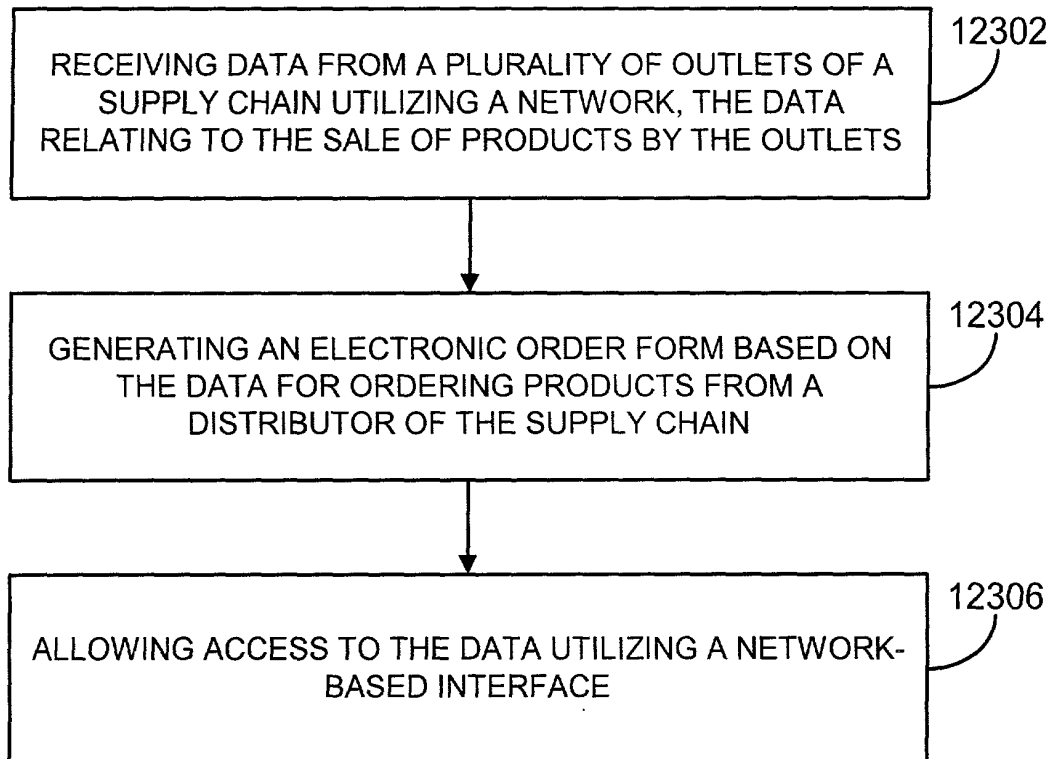 12302
RECEIVING DATA FROM A PLURALITY OF OUTLETS OF A
SUPPLY CHAIN UTILIZING A NETWORK, THE DATA
RELATING TO THE SALE OF PRODUCTS BY THE OUTLETS
12304
GENERATING AN ELECTRONIC ORDER FORM BASED ON
THE DATA FOR ORDERING PRODUCTS FROM A
DISTRIBUTOR OF THE SUPPLY CHAIN
12306
ALLOWING ACCESS TO THE DATA UTILIZING A NETWORK-
BASED INTERFACE